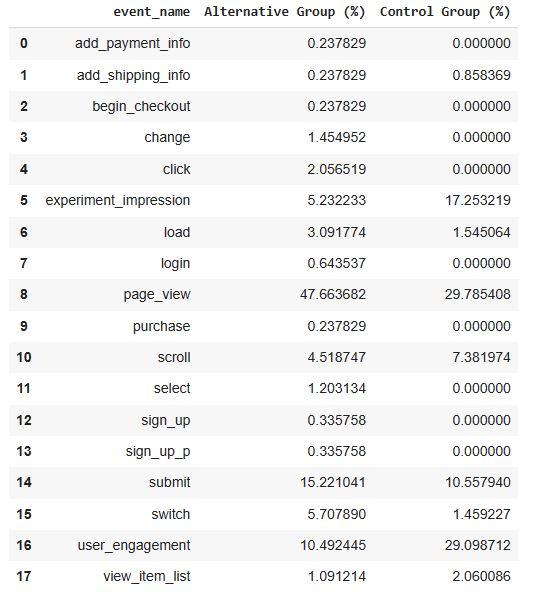 event_name Alternative Group (%) Control Group (%)
0 add_payment_info 0.237829 0.000000
1 add_shipping_info 0.237829 0.858369
2 begin_checkout 0.237829 0.000000
3 change 1.454952 0.000000
4 click 2.056519 0.000000
5 experiment_impression 5.232233 17.253219
6 load 3.091774 1.545064
7 login 0.643537 0.000000
8 page_view 47.663682 29.785408
9 purchase 0.237829 0.000000
10 scroll 4.518747 7.381974
11 select 1.203134 0.000000
12 sign_up 0.335758 0.000000
13 sign_up_p 0.335758 0.000000
14 submit 15.221041 10.557940
15 switch 5.707890 1.459227
16 user_engagement 10.492445 29.098712
17 view_item_list 1.091214 2.060086